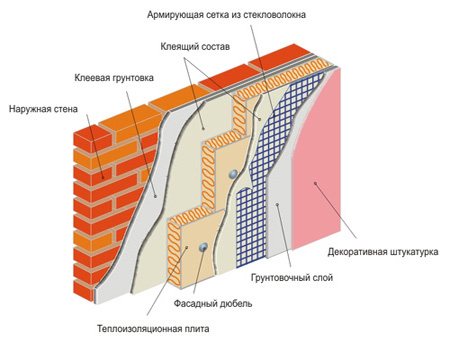 Армирующая сетка из стекловолокна
Клеящий состав
Клеевая грунтовка
Наружная стена
Декоративная штукатурка
Грунтовочный слой
Фасадный дюбель
Теплоизоляционная плита